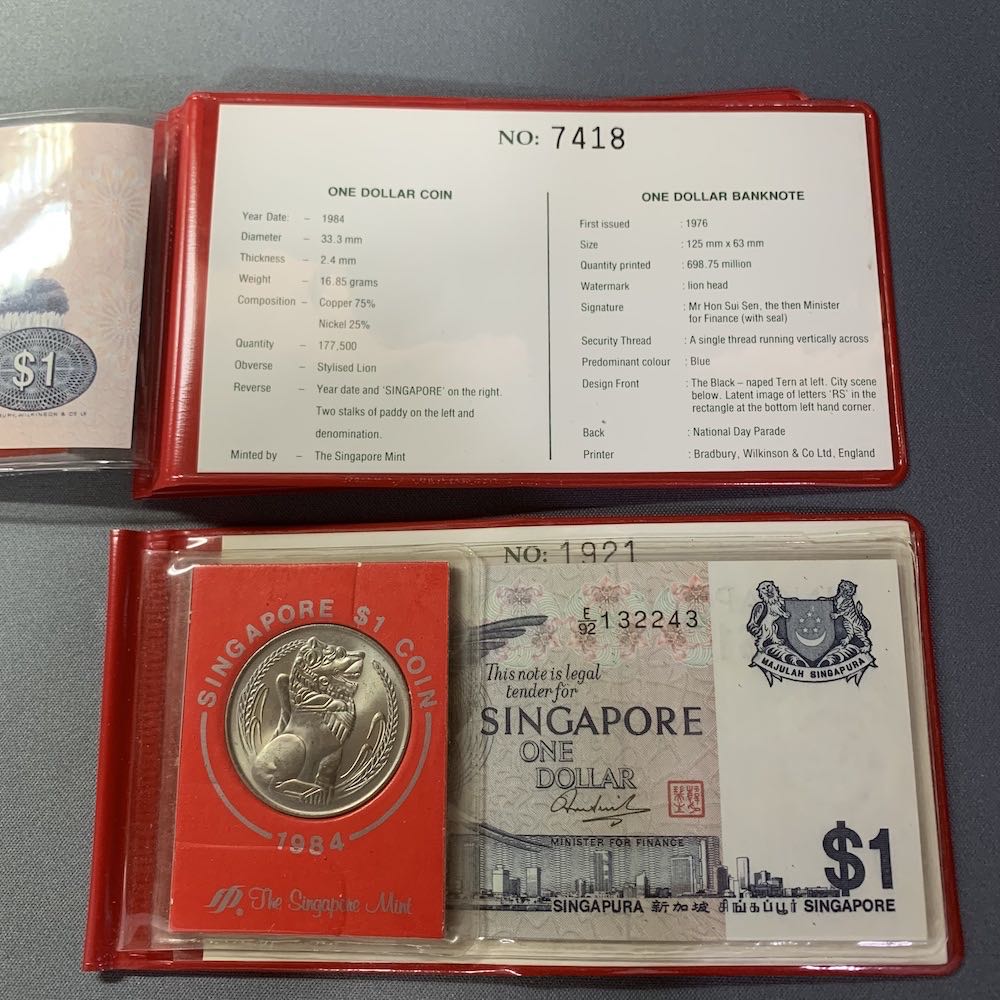 NO: 7418
ONE DOLLAR COIN
Year Date: – 1984
Diameter – 33.3 mm
Thickness – 2.4 mm
Weight – 16.85 grams
Composition – Copper 75%
Nickel 25%
Quantity – 177,500
Obverse – Stylised Lion
Reverse – Year date and 'SINGAPORE' on the right.
Two stalks of paddy on the left and
denomination.
Minted by – The Singapore Mint
ONE DOLLAR BANKNOTE
First issued : 1976
Size : 125 mm x 63 mm
Quantity printed : 698.75 million
Watermark : lion head
Signature : Mr Hon Sui Sen, the then Minister
for Finance (with seal)
Security Thread : A single thread running vertically across
Predominant colour : Blue
Design Front : The Black – naped Tern at left. City scene
below. Latent image of letters 'RS' in the
rectangle at the bottom left hand corner.
Back : National Day Parade
Printer : Bradbury, Wilkinson & Co Ltd, England
$1
WILKINSON & CO LD
NO: 1921
SINGAPORE $1 COIN
1984
The Singapore Mint
E/92 132243
This note is legal
tender for
SINGAPORE
ONE
DOLLAR
MINISTER FOR FINANCE
MAJULAH SINGAPURA
$1
SINGAPURA 新加坡 சிங்கப்பூர் SINGAPORE